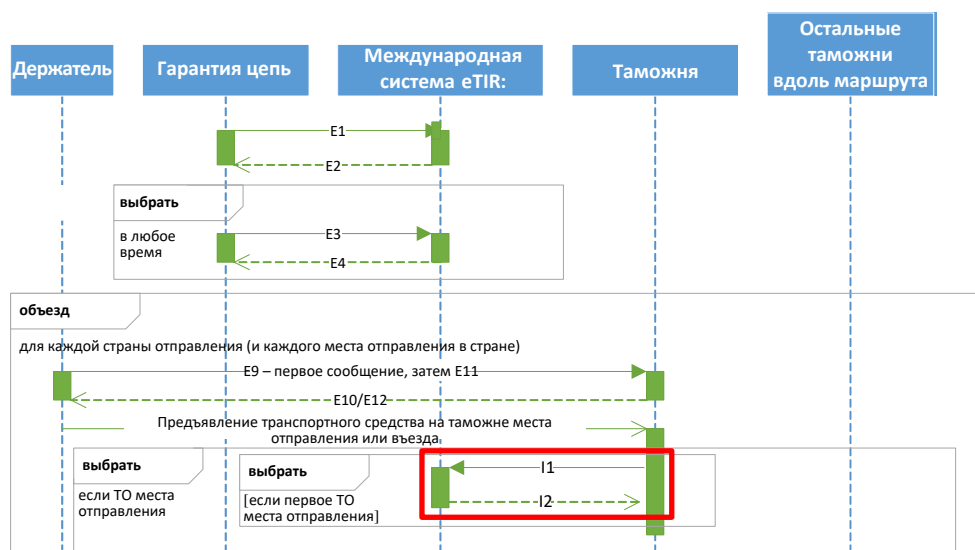 Держатель
Гарантия цепь
Международная
система eTIR:
Таможня
Остальные
таможни
вдоль маршрута
E1
E2
выбрать
в любое
время
E3
E4
объезд
для каждой страны отправления (и каждого места отправления в стране)
E9 – первое сообщение, затем E11
E10/E12
Предъявление транспортного средства на таможне места
отправления или въезда
выбрать
если ТО места
отправления
выбрать
[если первое ТО
места отправления]
I1
I2